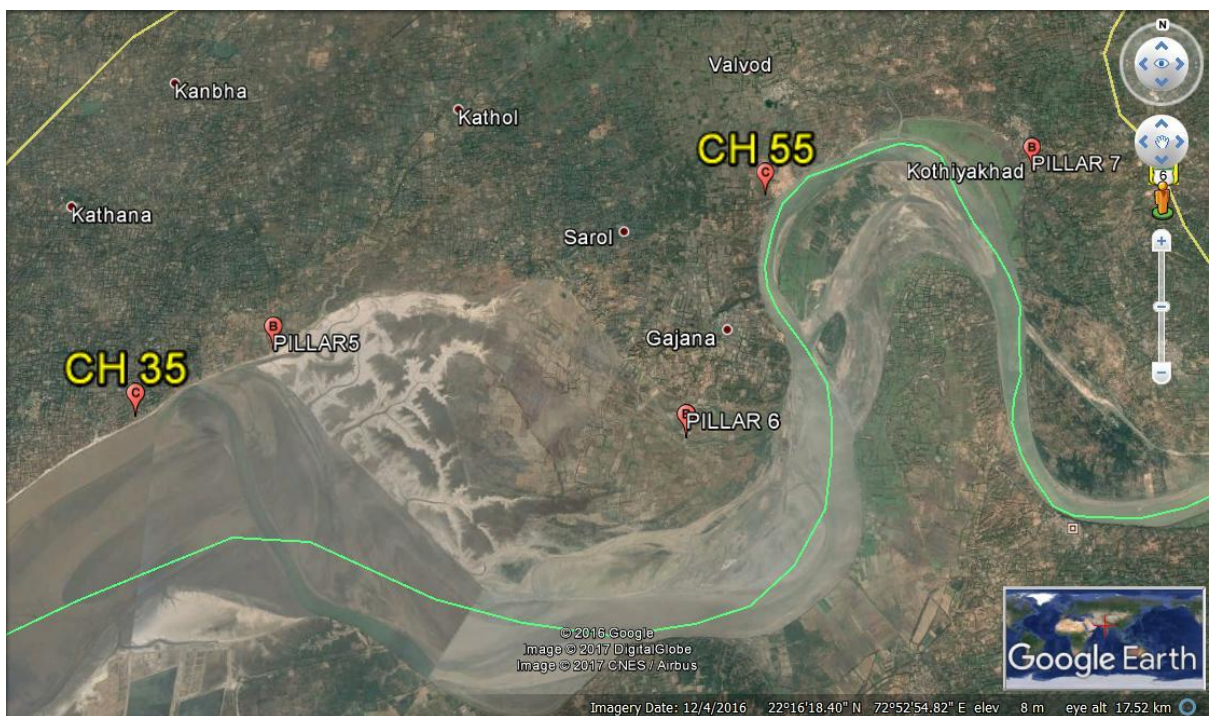 N
Valvod
Kanbha
Kathol
CH 55
B
PILLAR 7
C
Kothiyakhad
6
Kathana
Sarol
B
PILLAR5
Gajana
CH 35
C
B
PILLAR 6
© 2016 Google
Image © 2017 DigitalGlobe
Image © 2017 CNES / Airbus
Google Earth
Imagery Date: 12/4/2016 22°16'18.40" N 72°52'54.82" E elev 8 m eye alt 17.52 km